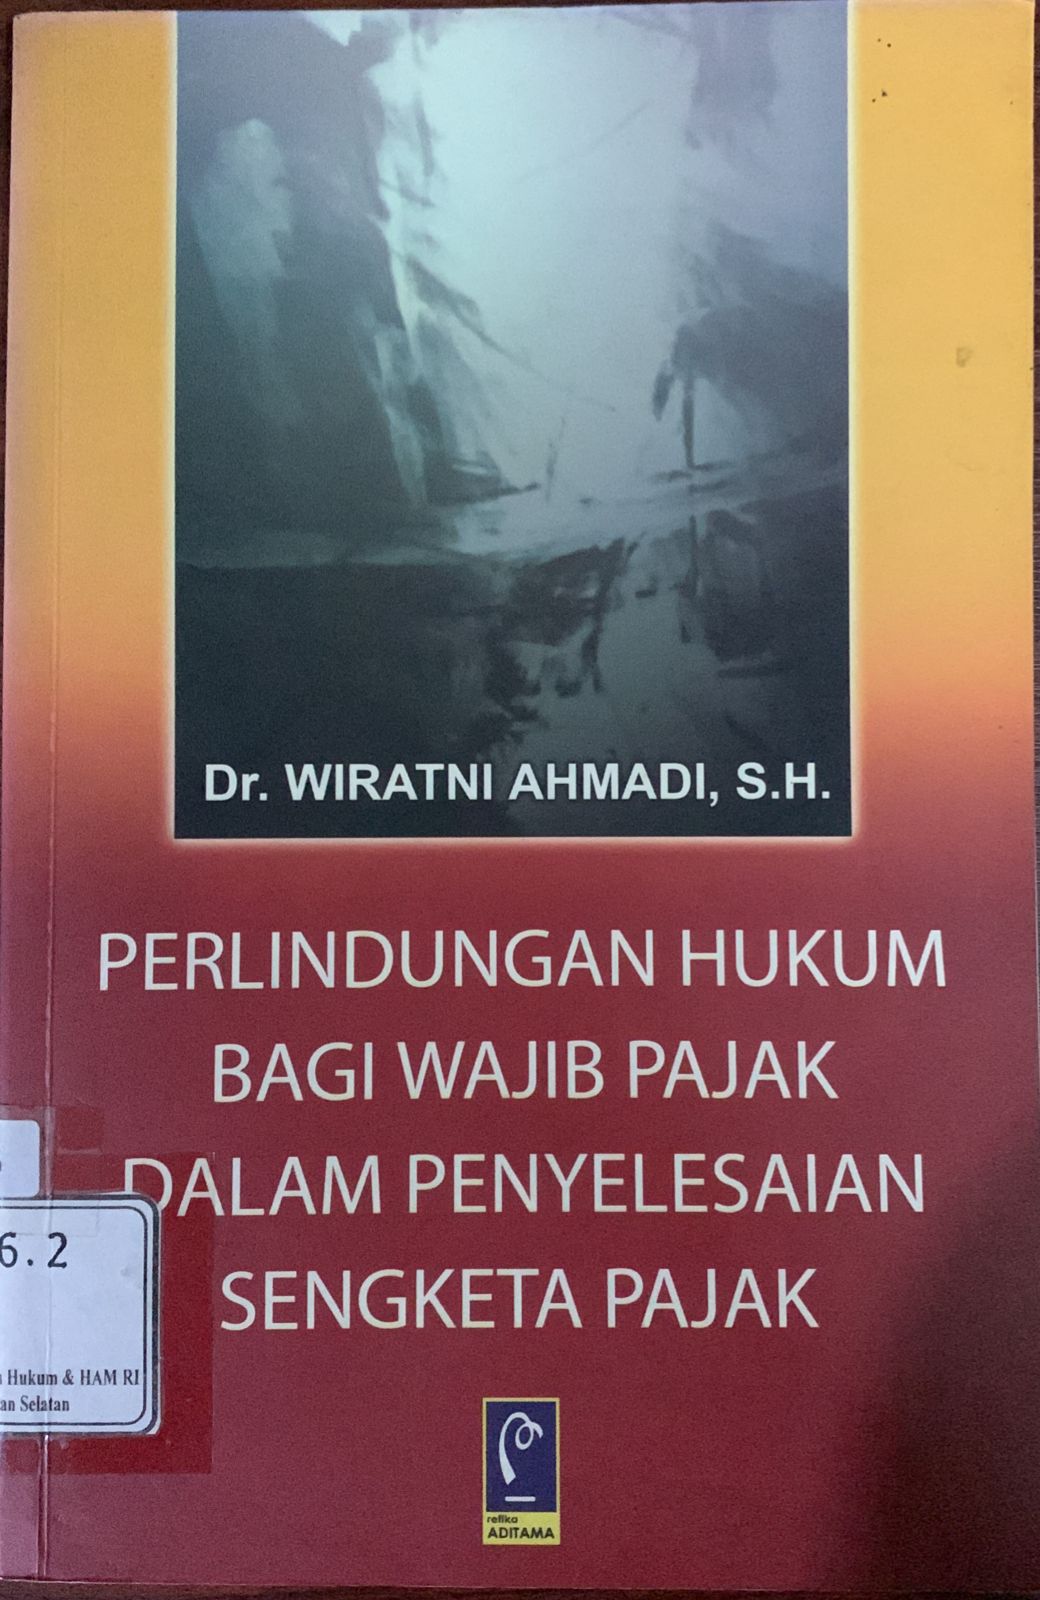 Dr. WIRATNI AHMADI, S.H.
PERLINDUNGAN HUKUM
BAGI WAJIB PAJAK
DALAM PENYELESAIAN
SENGKETA PAJAK
6.2
Hukum & HAM RI
Selatan
refika
ADITAMA